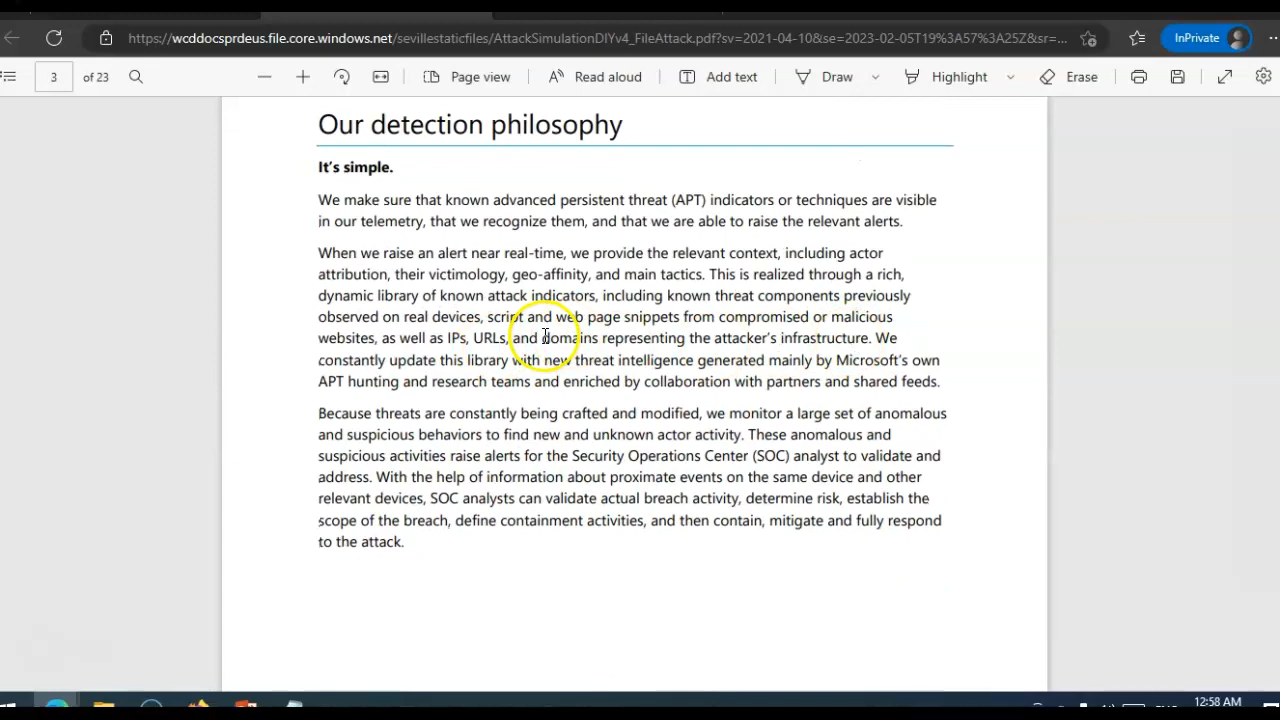 https://wcddocsprdeus.file.core.windows.net/sevillestaticfiles/AttackSimulationDIYv4_FileAttack.pdf?sv=2021-04-10&se=2023-02-05T19%3A57%3A25Z&sr=...
InPrivate
3 of 23
Page view
Read aloud
Add text
Draw
Highlight
Erase
Our detection philosophy
It's simple.
We make sure that known advanced persistent threat (APT) indicators or techniques are visible
in our telemetry, that we recognize them, and that we are able to raise the relevant alerts.
When we raise an alert near real-time, we provide the relevant context, including actor
attribution, their victimology, geo-affinity, and main tactics. This is realized through a rich,
dynamic library of known attack indicators, including known threat components previously
observed on real devices, script and web page snippets from compromised or malicious
websites, as well as IPs, URLs, and domains representing the attacker's infrastructure. We
constantly update this library with new threat intelligence generated mainly by Microsoft's own
APT hunting and research teams and enriched by collaboration with partners and shared feeds.
Because threats are constantly being crafted and modified, we monitor a large set of anomalous
and suspicious behaviors to find new and unknown actor activity. These anomalous and
suspicious activities raise alerts for the Security Operations Center (SOC) analyst to validate and
address. With the help of information about proximate events on the same device and other
relevant devices, SOC analysts can validate actual breach activity, determine risk, establish the
scope of the breach, define containment activities, and then contain, mitigate and fully respond
to the attack.
12:58 AM